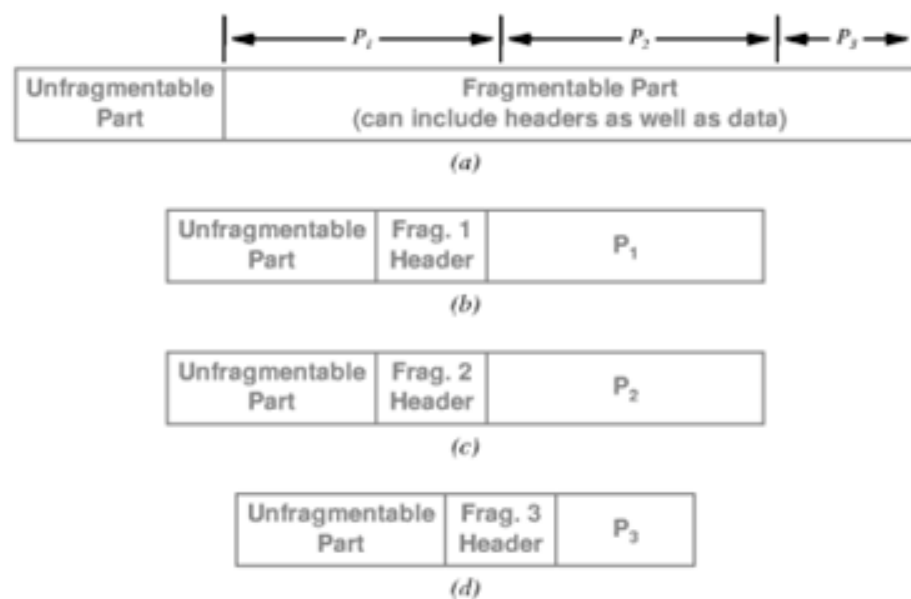 P₁ P₂ P₃
Unfragmentable Part
Fragmentable Part
(can include headers as well as data)
(a)
Unfragmentable Part
Frag. 1 Header
P₁
(b)
Unfragmentable Part
Frag. 2 Header
P₂
(c)
Unfragmentable Part
Frag. 3 Header
P₃
(d)